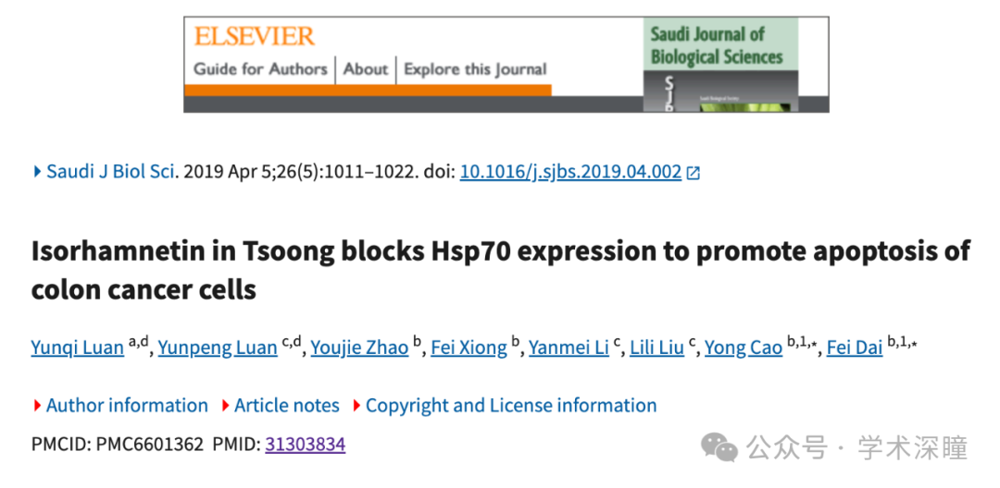 ELSEVIER
Guide for Authors | About | Explore this Journal
Saudi Journal of
Biological Sciences
S
J
B
Saudi J Biol Sci. 2019 Apr 5;26(5):1011–1022. doi: 10.1016/j.sjbs.2019.04.002
Isorhamnetin in Tsoong blocks Hsp70 expression to promote apoptosis of
colon cancer cells
Yunqi Luan a,d, Yunpeng Luan c,d, Youjie Zhao b, Fei Xiong b, Yanmei Li c, Lili Liu c, Yong Cao b,1,⁎, Fei Dai b,1,⁎
Author information Article notes Copyright and License information
PMCID: PMC6601362 PMID: 31303834
公众号 · 学术深瞳